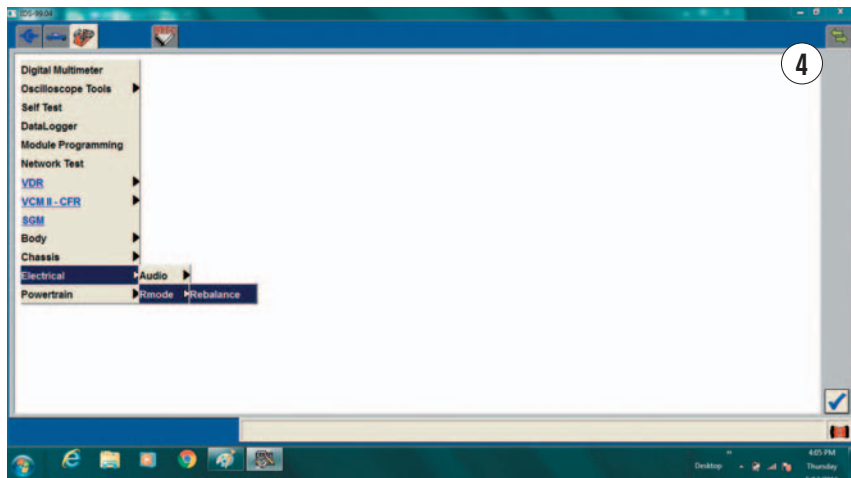 IDS-99.04
4
Digital Multimeter
Oscilloscope Tools
Self Test
DataLogger
Module Programming
Network Test
VDR
VCM II - CFR
SGM
Body
Chassis
Electrical
Audio
Powertrain
Rmode
Rebalance
4:05 PM
Desktop
Thursday